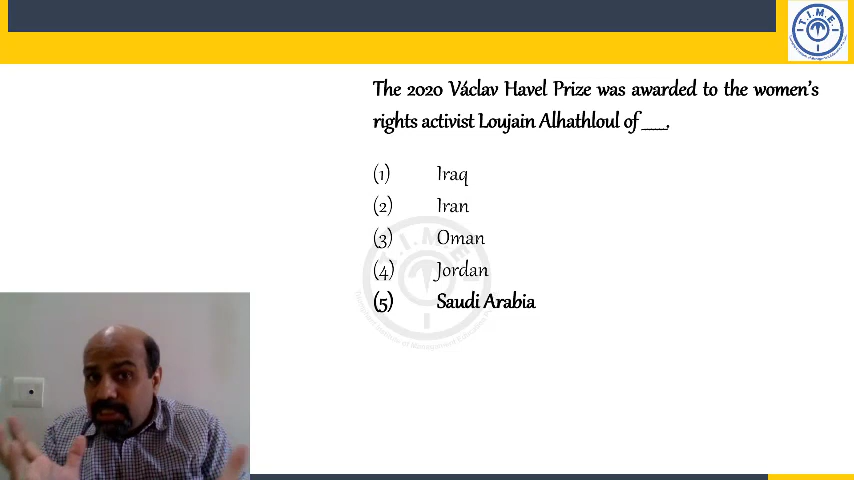 T.I.M.E.
The 2020 Václav Havel Prize was awarded to the women's
rights activist Loujain Alhathloul of ____.
(1) Iraq
(2) Iran
(3) Oman
(4) Jordan
(5) Saudi Arabia